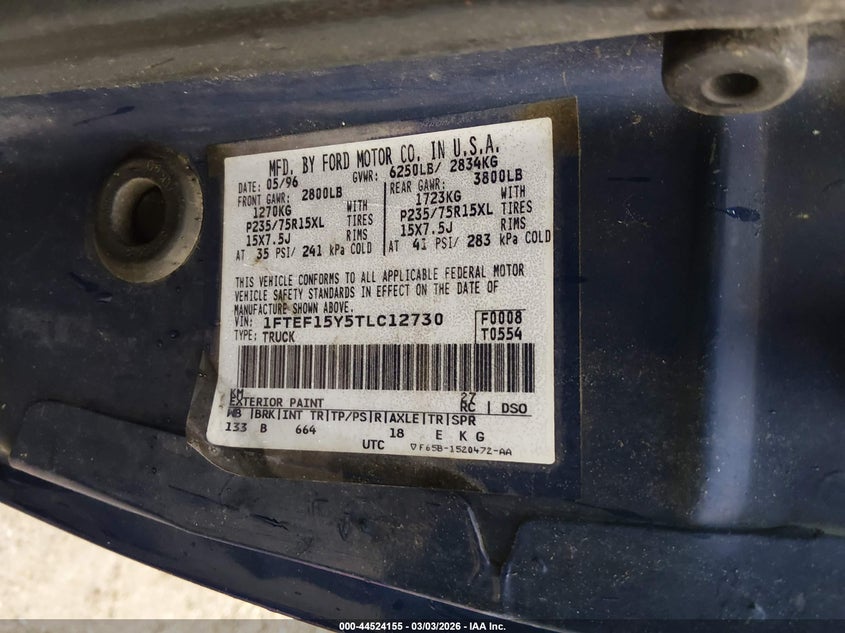 MFD. BY FORD MOTOR CO. IN U.S.A.
DATE: 05/96 GVWR: 6250LB/ 2834KG
FRONT GAWR: 2800LB REAR GAWR: 3800LB
1270KG WITH 1723KG WITH
P235/75R15XL TIRES P235/75R15XL TIRES
15X7.5J RIMS 15X7.5J RIMS
AT 35 PSI/ 241 kPa COLD AT 41 PSI/ 283 kPa COLD
THIS VEHICLE CONFORMS TO ALL APPLICABLE FEDERAL MOTOR
VEHICLE SAFETY STANDARDS IN EFFECT ON THE DATE OF
MANUFACTURE SHOWN ABOVE.
VIN: 1FTEF15Y5TLC12730 F0008
TYPE: TRUCK T0554
KM 27
EXTERIOR PAINT RC | DSO
WB |BRK|INT TR|TP/PS|R|AXLE|TR|SPR
133 B 664 18 E K G
UTC ▽F65B-1520472-AA
000-44524155 - 03/03/2026 - IAA Inc.